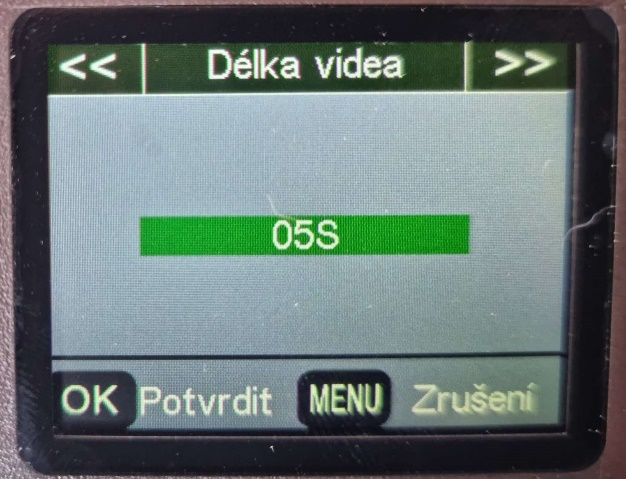 << Délka videa >>
05S
OK Potvrdit MENU Zrušení